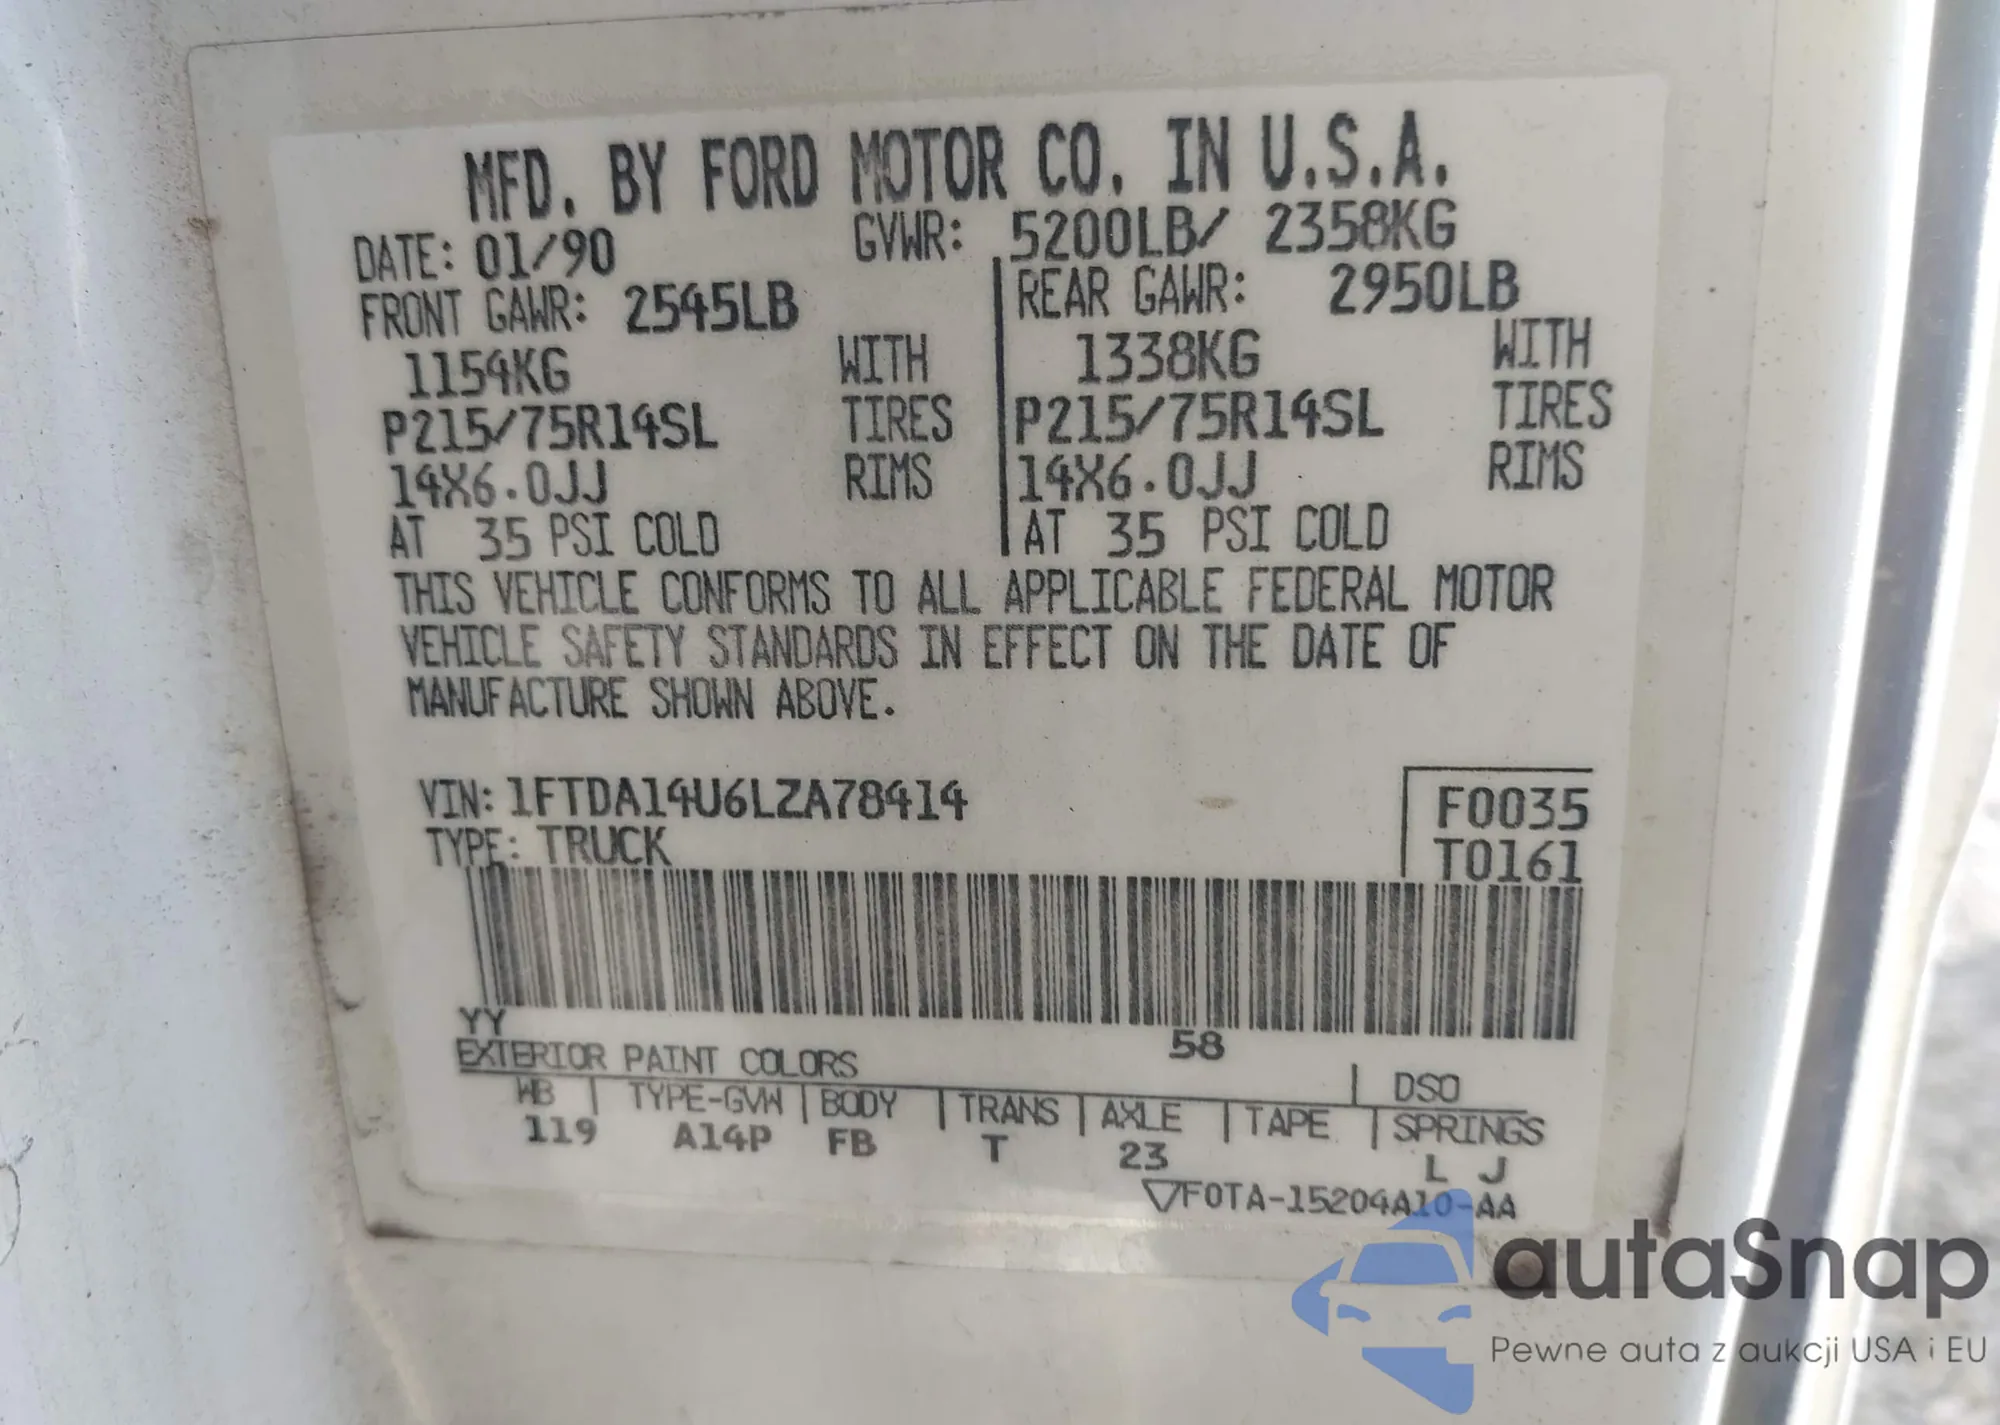 MFD. BY FORD MOTOR CO. IN U.S.A.
DATE: 01/90 GVWR: 5200LB/ 2358KG
FRONT GAWR: 2545LB REAR GAWR: 2950LB
1154KG WITH 1338KG WITH
P215/75R14SL TIRES P215/75R14SL TIRES
14X6.0JJ RIMS 14X6.0JJ RIMS
AT 35 PSI COLD AT 35 PSI COLD
THIS VEHICLE CONFORMS TO ALL APPLICABLE FEDERAL MOTOR
VEHICLE SAFETY STANDARDS IN EFFECT ON THE DATE OF
MANUFACTURE SHOWN ABOVE.
VIN: 1FTDA14U6LZA78414 F0035
TYPE: TRUCK T0161
YY 58
EXTERIOR PAINT COLORS DSO
WB TYPE-GVW BODY TRANS AXLE TAPE SPRINGS
119 A14P FB T 23 L J
F0TA-15204A10-AA
autaSnap
Pewne auta z aukcji USA i EU